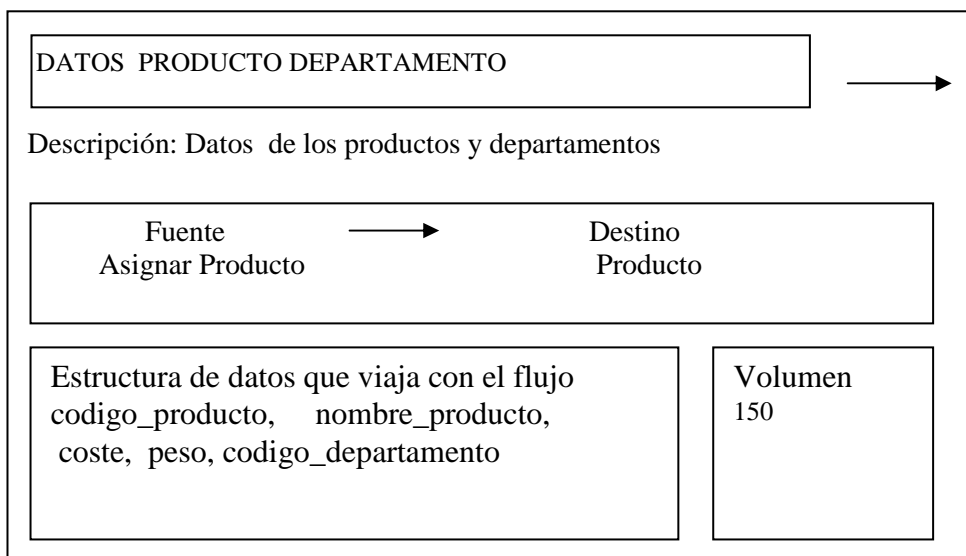 DATOS PRODUCTO DEPARTAMENTO
Descripción: Datos de los productos y departamentos
Fuente Destino
Asignar Producto Producto
Estructura de datos que viaja con el flujo
codigo_producto, nombre_producto,
coste, peso, codigo_departamento
Volumen
150